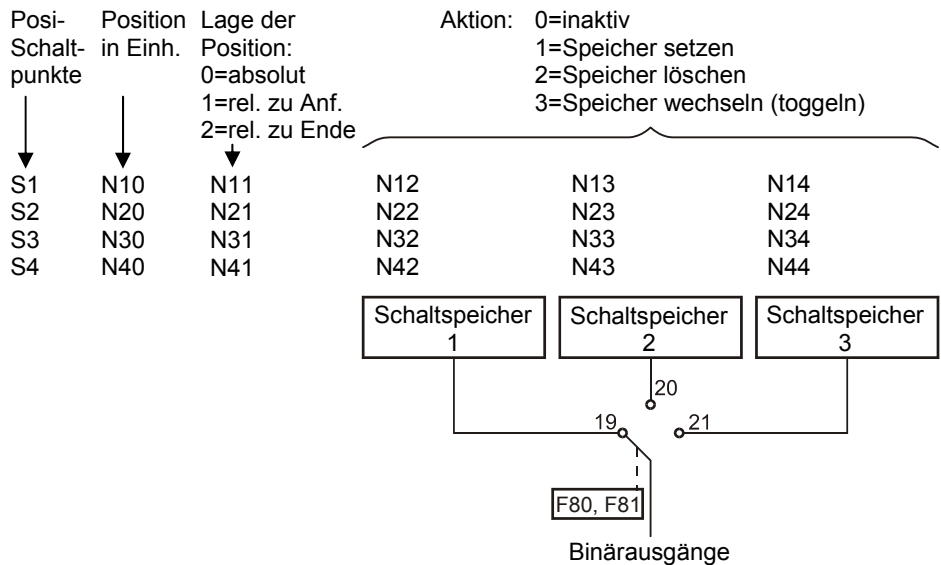 Posi-
Schalt-
punkte
Position
in Einh.
Lage der
Position:
0=absolut
1=rel. zu Anf.
2=rel. zu Ende
Aktion: 0=inaktiv
1=Speicher setzen
2=Speicher löschen
3=Speicher wechseln (toggeln)
S1 N10 N11 N12 N13 N14
S2 N20 N21 N22 N23 N24
S3 N30 N31 N32 N33 N34
S4 N40 N41 N42 N43 N44
Schaltspeicher
1
Schaltspeicher
2
Schaltspeicher
3
20
19
21
F80, F81
Binärausgänge